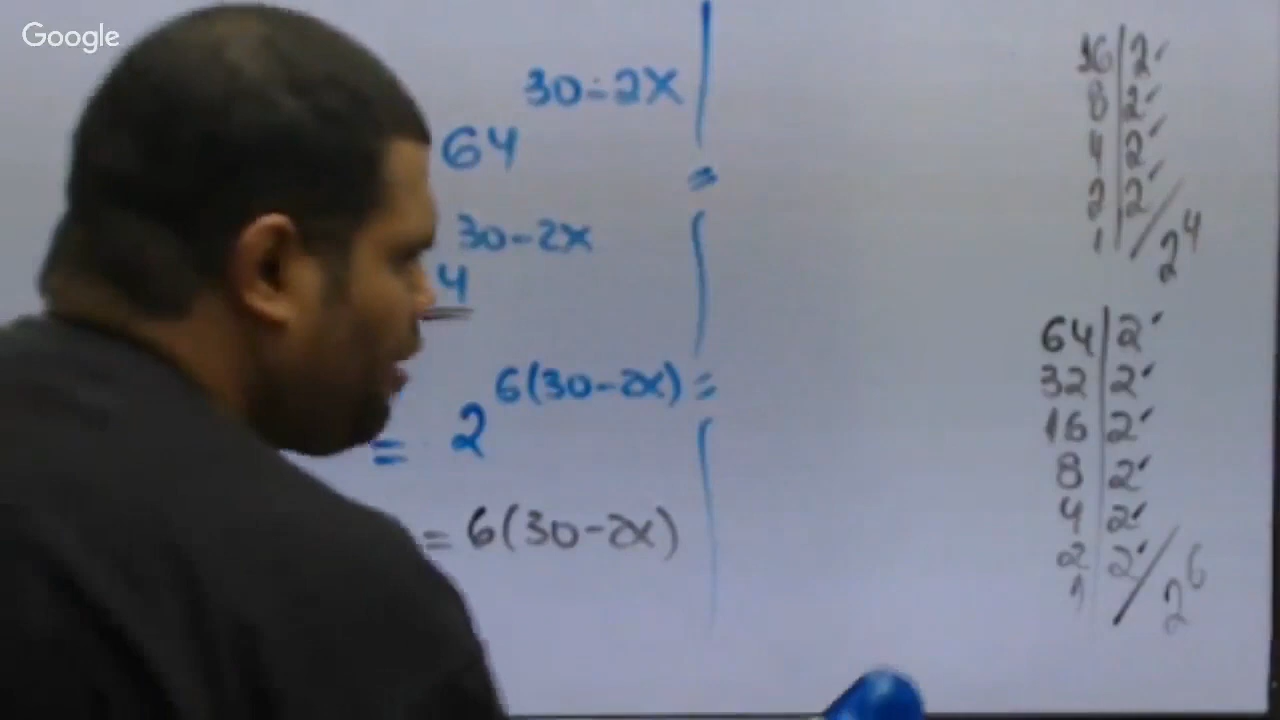 Google
30-2x
64
30-2x
4
= 2 6(30-2x) =
= 6(30-2x)
=
16 2
8 2
4 2
2 2
1 / 2 4
64 2
32 2
16 2
8 2
4 2
2 2
1 / 2 6